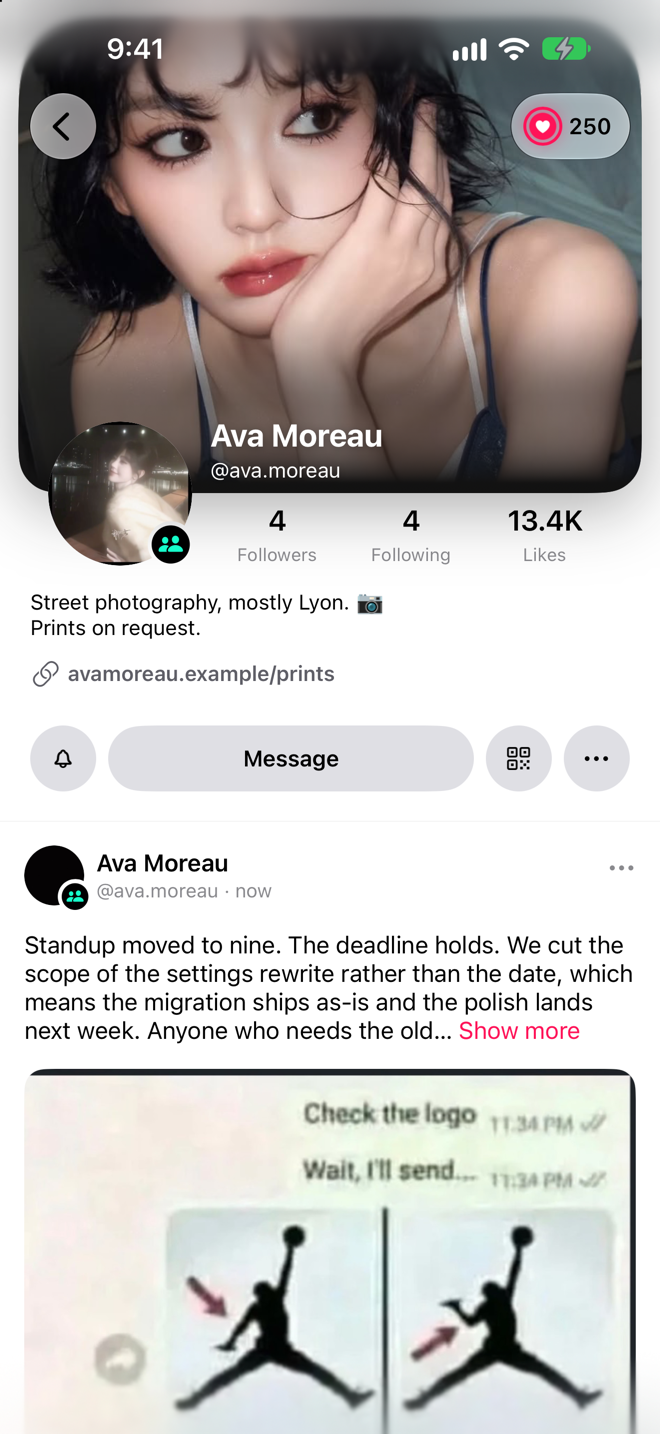 9:41
250
Ava Moreau
@ava.moreau
4 4 13.4K
Followers Following Likes
Street photography, mostly Lyon. 📷
Prints on request.
avamoreau.example/prints
Message
Ava Moreau
@ava.moreau · now
Standup moved to nine. The deadline holds. We cut the
scope of the settings rewrite rather than the date, which
means the migration ships as-is and the polish lands
next week. Anyone who needs the old... Show more
Check the logo 11:34 PM
Wait, I'll send... 11:34 PM